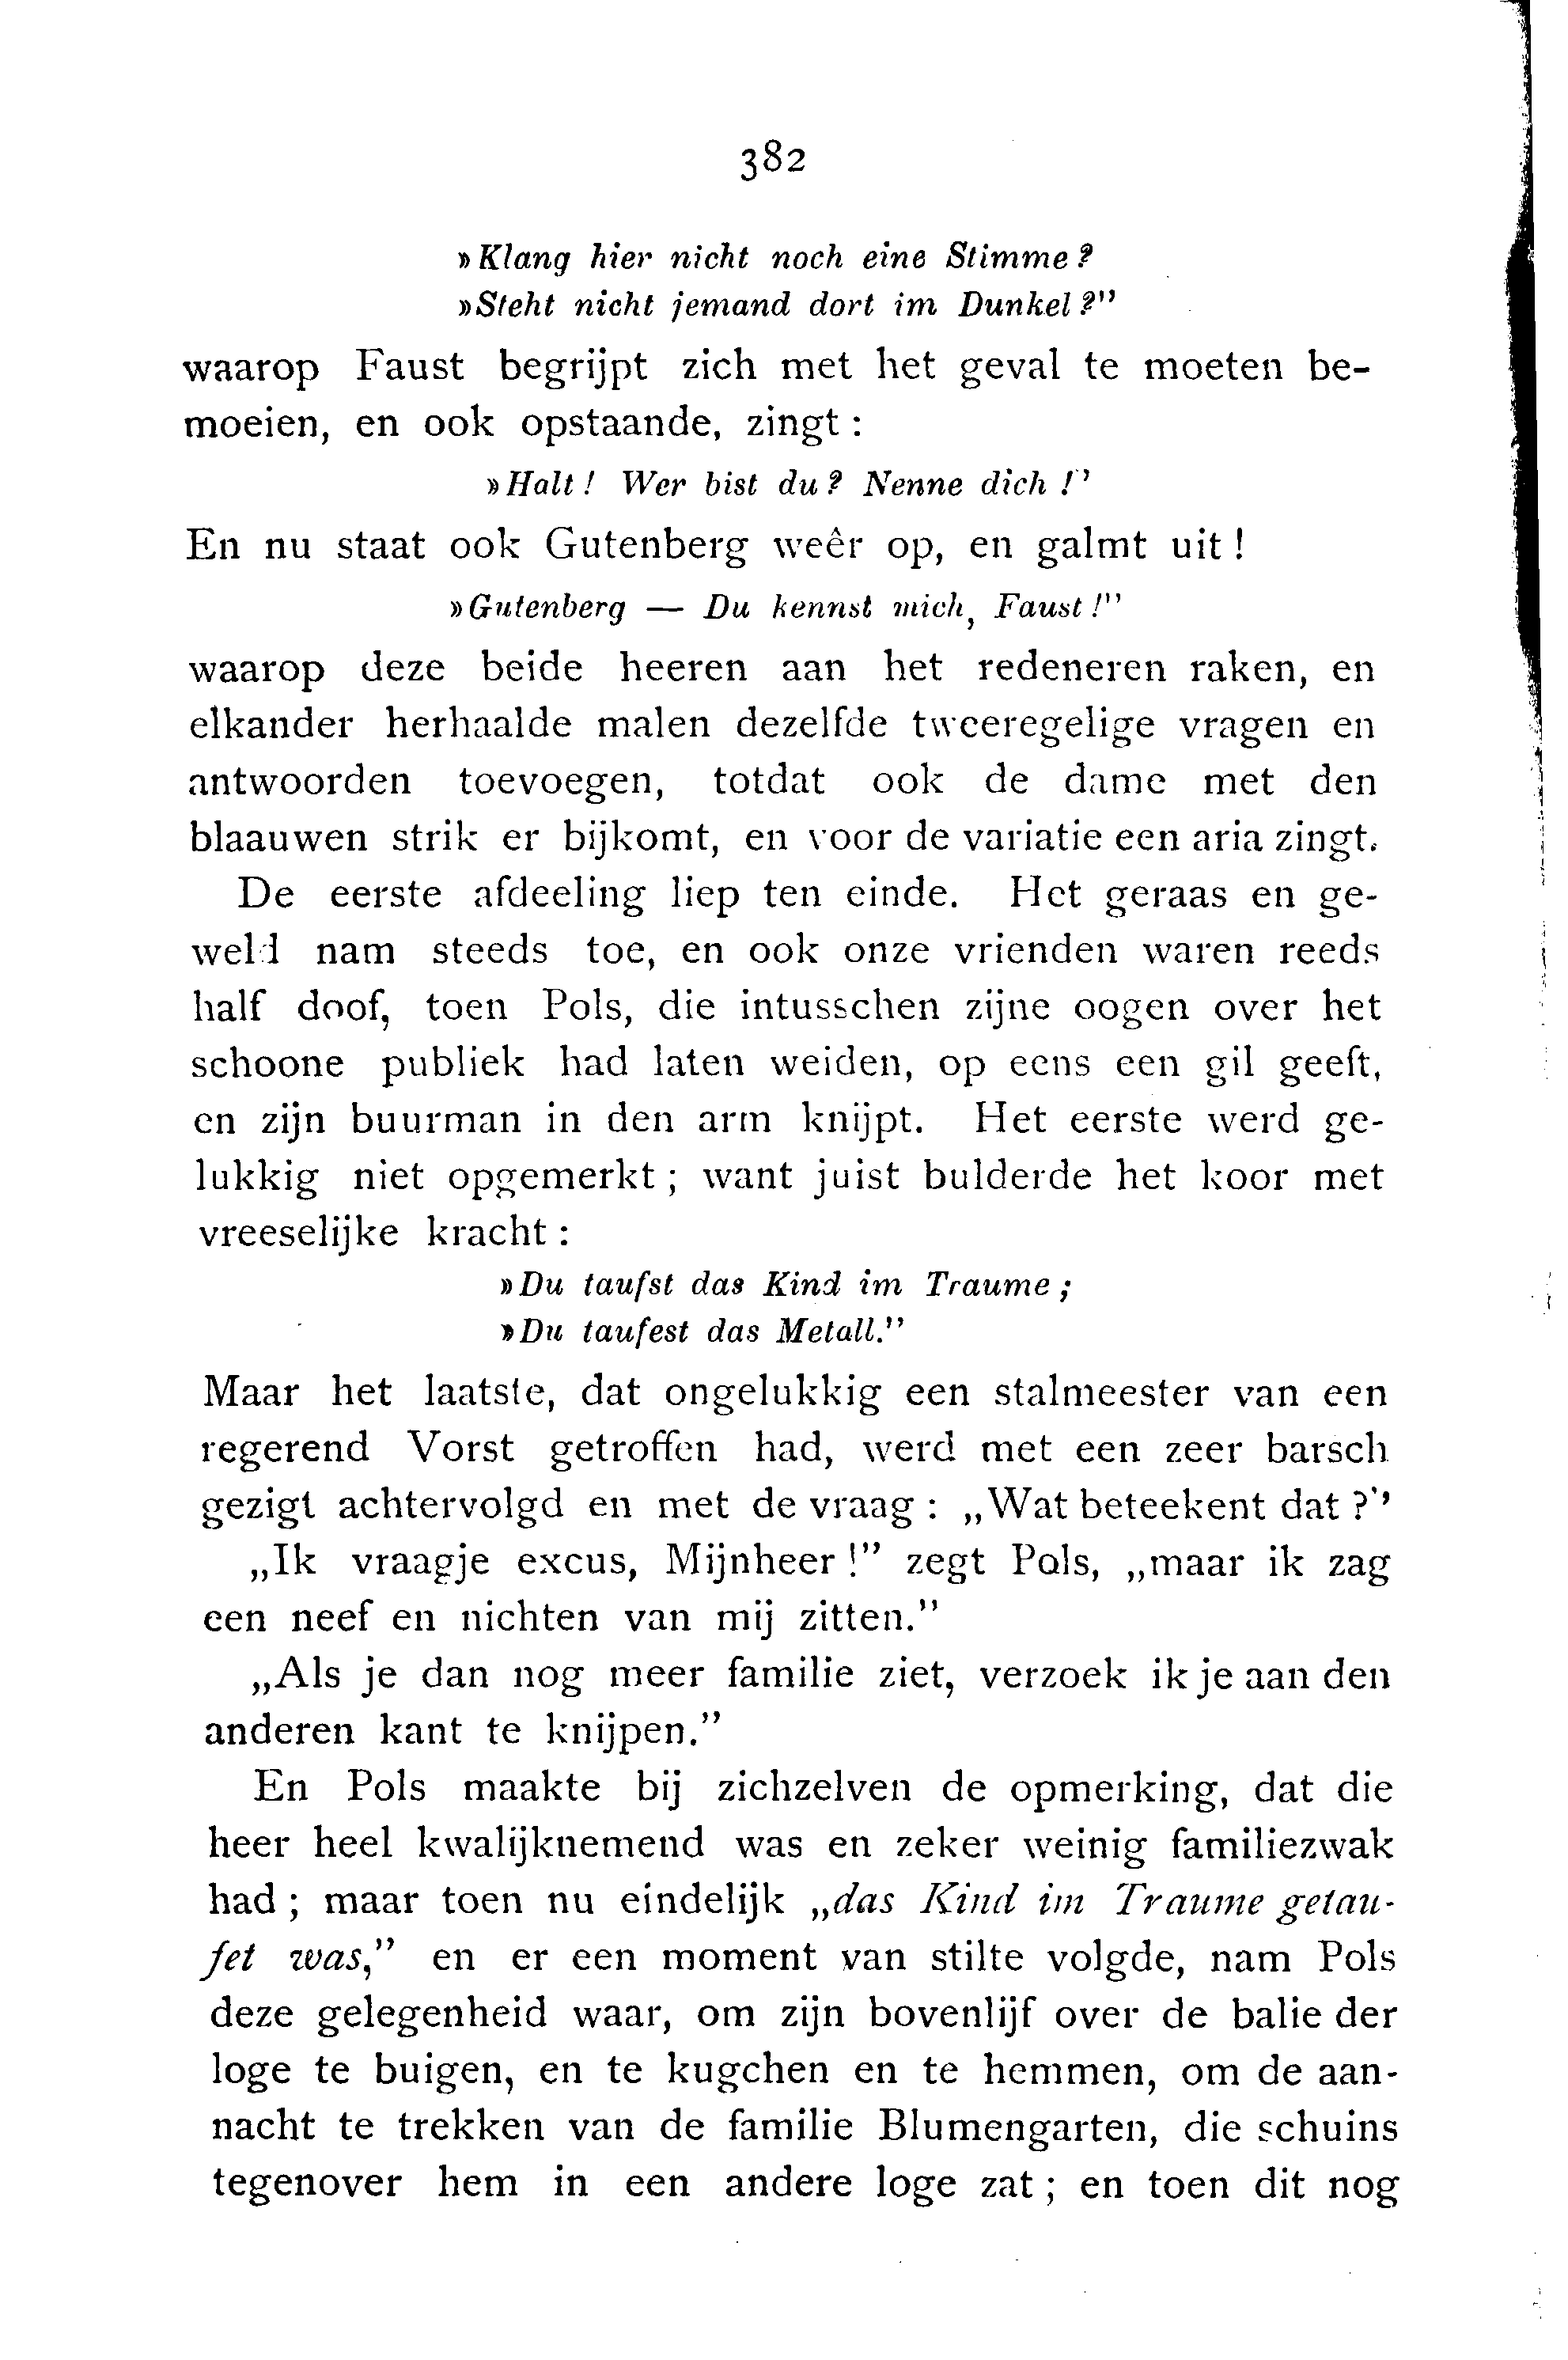 382
»Klang hier nicht noch eine Stimme?
»Steht nicht jemand dort im Dunkel?"
waarop Faust begrijpt zich met het geval te moeten be-
moeien, en ook opstaande, zingt:
»Halt! Wer bist du? Nenne dich!"
En nu staat ook Gutenberg weêr op, en galmt uit!
»Gutenberg — Du kennst mich, Faust!"
waarop deze beide heeren aan het redeneren raken, en
elkander herhaalde malen dezelfde tweeregelige vragen en
antwoorden toevoegen, totdat ook de dame met den
blaauwen strik er bijkomt, en voor de variatie een aria zingt.
De eerste afdeeling liep ten einde. Het geraas en ge-
weld nam steeds toe, en ook onze vrienden waren reeds
half doof, toen Pols, die intusschen zijne oogen over het
schoone publiek had laten weiden, op eens een gil geeft,
en zijn buurman in den arm knijpt. Het eerste werd ge-
lukkig niet opgemerkt; want juist bulderde het koor met
vreeselijke kracht:
»Du taufst das Kind im Traume;
»Du taufest das Metall."
Maar het laatste, dat ongelukkig een stalmeester van een
regerend Vorst getroffen had, werd met een zeer barsch
gezigt achtervolgd en met de vraag: „Wat beteekent dat?"
„Ik vraagje excus, Mijnheer!" zegt Pols, „maar ik zag
een neef en nichten van mij zitten."
„Als je dan nog meer familie ziet, verzoek ik je aan den
anderen kant te knijpen."
En Pols maakte bij zichzelven de opmerking, dat die
heer heel kwalijknemend was en zeker weinig familiezwak
had; maar toen nu eindelijk „das Kind im Traume getau-
fet was," en er een moment van stilte volgde, nam Pols
deze gelegenheid waar, om zijn bovenlijf over de balie der
loge te buigen, en te kugchen en te hemmen, om de aan-
nacht te trekken van de familie Blumengarten, die schuins
tegenover hem in een andere loge zat; en toen dit nog